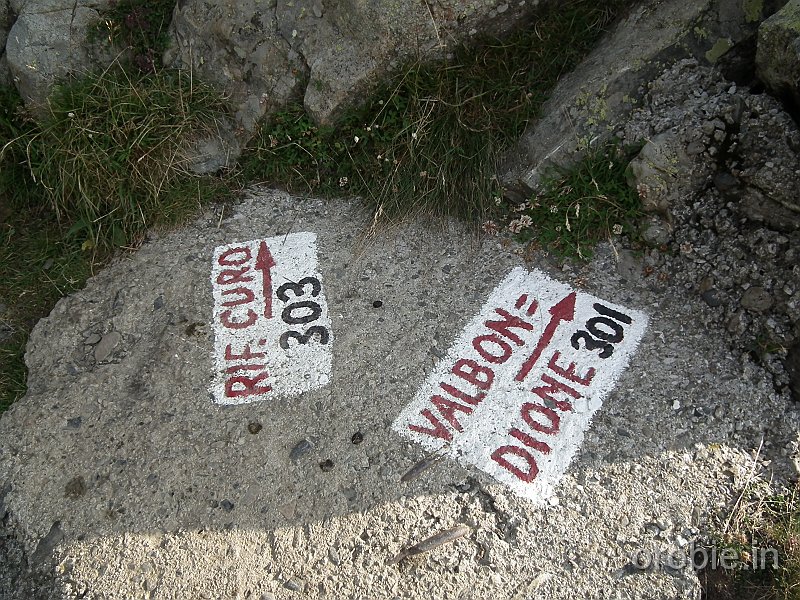 RIF. CURO
303
VALBON=
DIONE 301
orobie.in